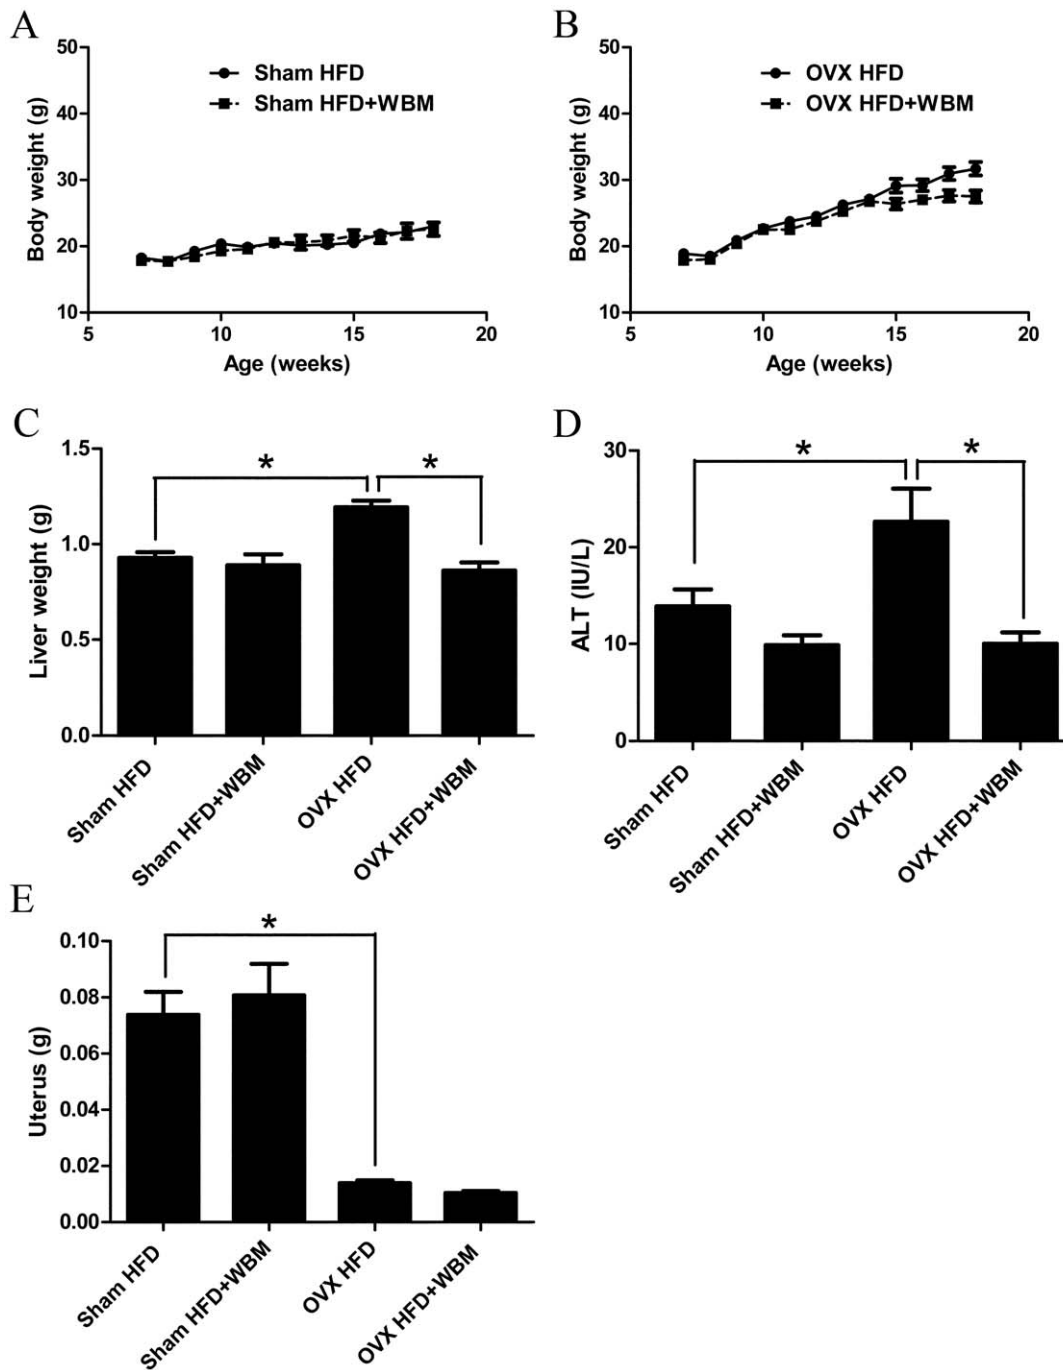 A
B
50
40
30
20
10
Body weight (g)
Sham HFD
Sham HFD+WBM
5
10
15
20
Age (weeks)
50
40
30
20
10
Body weight (g)
OVX HFD
OVX HFD+WBM
5
10
15
20
Age (weeks)
C
D
1.5
1.0
0.5
0.0
Liver weight (g)
*
*
Sham HFD
Sham HFD+WBM
OVX HFD
OVX HFD+WBM
30
20
10
0
ALT (IU/L)
*
*
Sham HFD
Sham HFD+WBM
OVX HFD
OVX HFD+WBM
E
0.10
0.08
0.06
0.04
0.02
0.00
Uterus (g)
*
Sham HFD
Sham HFD+WBM
OVX HFD
OVX HFD+WBM